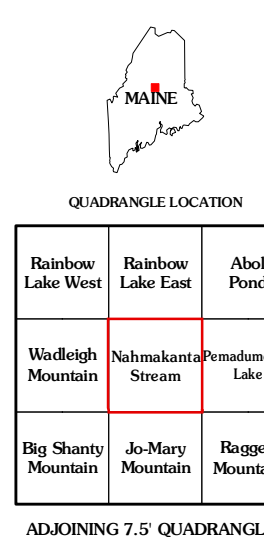 MAINE
QUADRANGLE LOCATION
Rainbow
Lake West
Rainbow
Lake East
Pond
Wadleigh
Mountain
Nahmakanta
Stream
Lake
Big Shanty
Mountain
Jo-Mary
Mountain
ADJOINING 7.5'